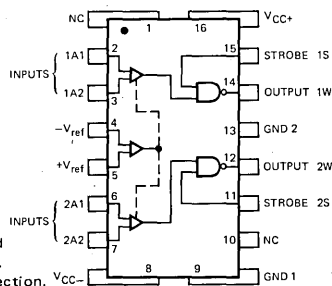 NC 1 16 VCC+
1A1 2 15 STROBE 1S
INPUTS
1A2 3 14 OUTPUT 1W
−Vref 4 13 GND 2
+Vref 5 12 OUTPUT 2W
2A1 6 11 STROBE 2S
INPUTS
2A2 7 10 NC
VCC− 8 9 GND 1